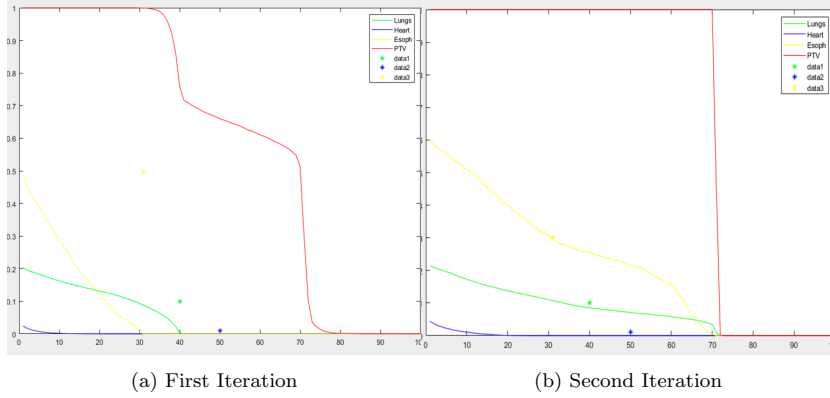 1
0.9
0.8
0.7
0.6
0.5
0.4
0.3
0.2
0.1
0
0 10 20 30 40 50 60 70 80 90 100
Lungs
Heart
Esoph
PTV
data1
data2
data3
(a) First Iteration
10 20 30 40 50 60 70 80 90
Lungs
Heart
Esoph
PTV
data1
data2
data3
(b) Second Iteration